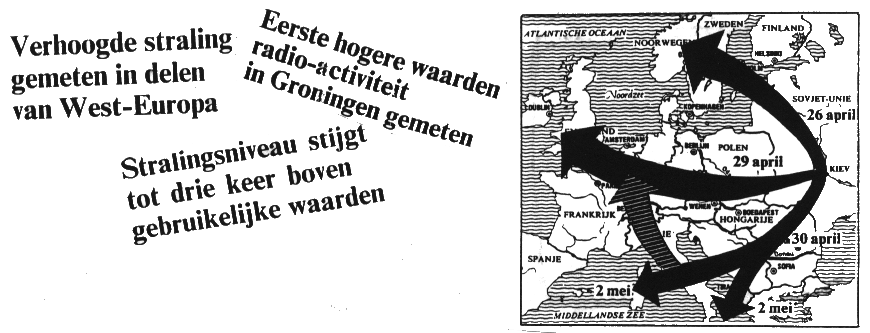 Verhoogde straling
gemeten in delen
van West-Europa
Eerste hogere waarden
radio-activiteit
in Groningen gemeten
Stralingsniveau stijgt
tot drie keer boven
gebruikelijke waarden
ATLANTISCHE OCEAAN
ZWEDEN
FINLAND
NOORWEGEN
HELSINKI
Noordzee
SOVJET-UNIE
26 april
DUBLIN
KOPENHAGEN
AMSTERDAM
BERLIJN
POLEN
29 april
KIEV
WENEN
BOEDAPEST
HONGARIJE
FRANKRIJK
30 april
SPANJE
SOFIA
2 mei
2 mei
MIDDELLANDSE ZEE